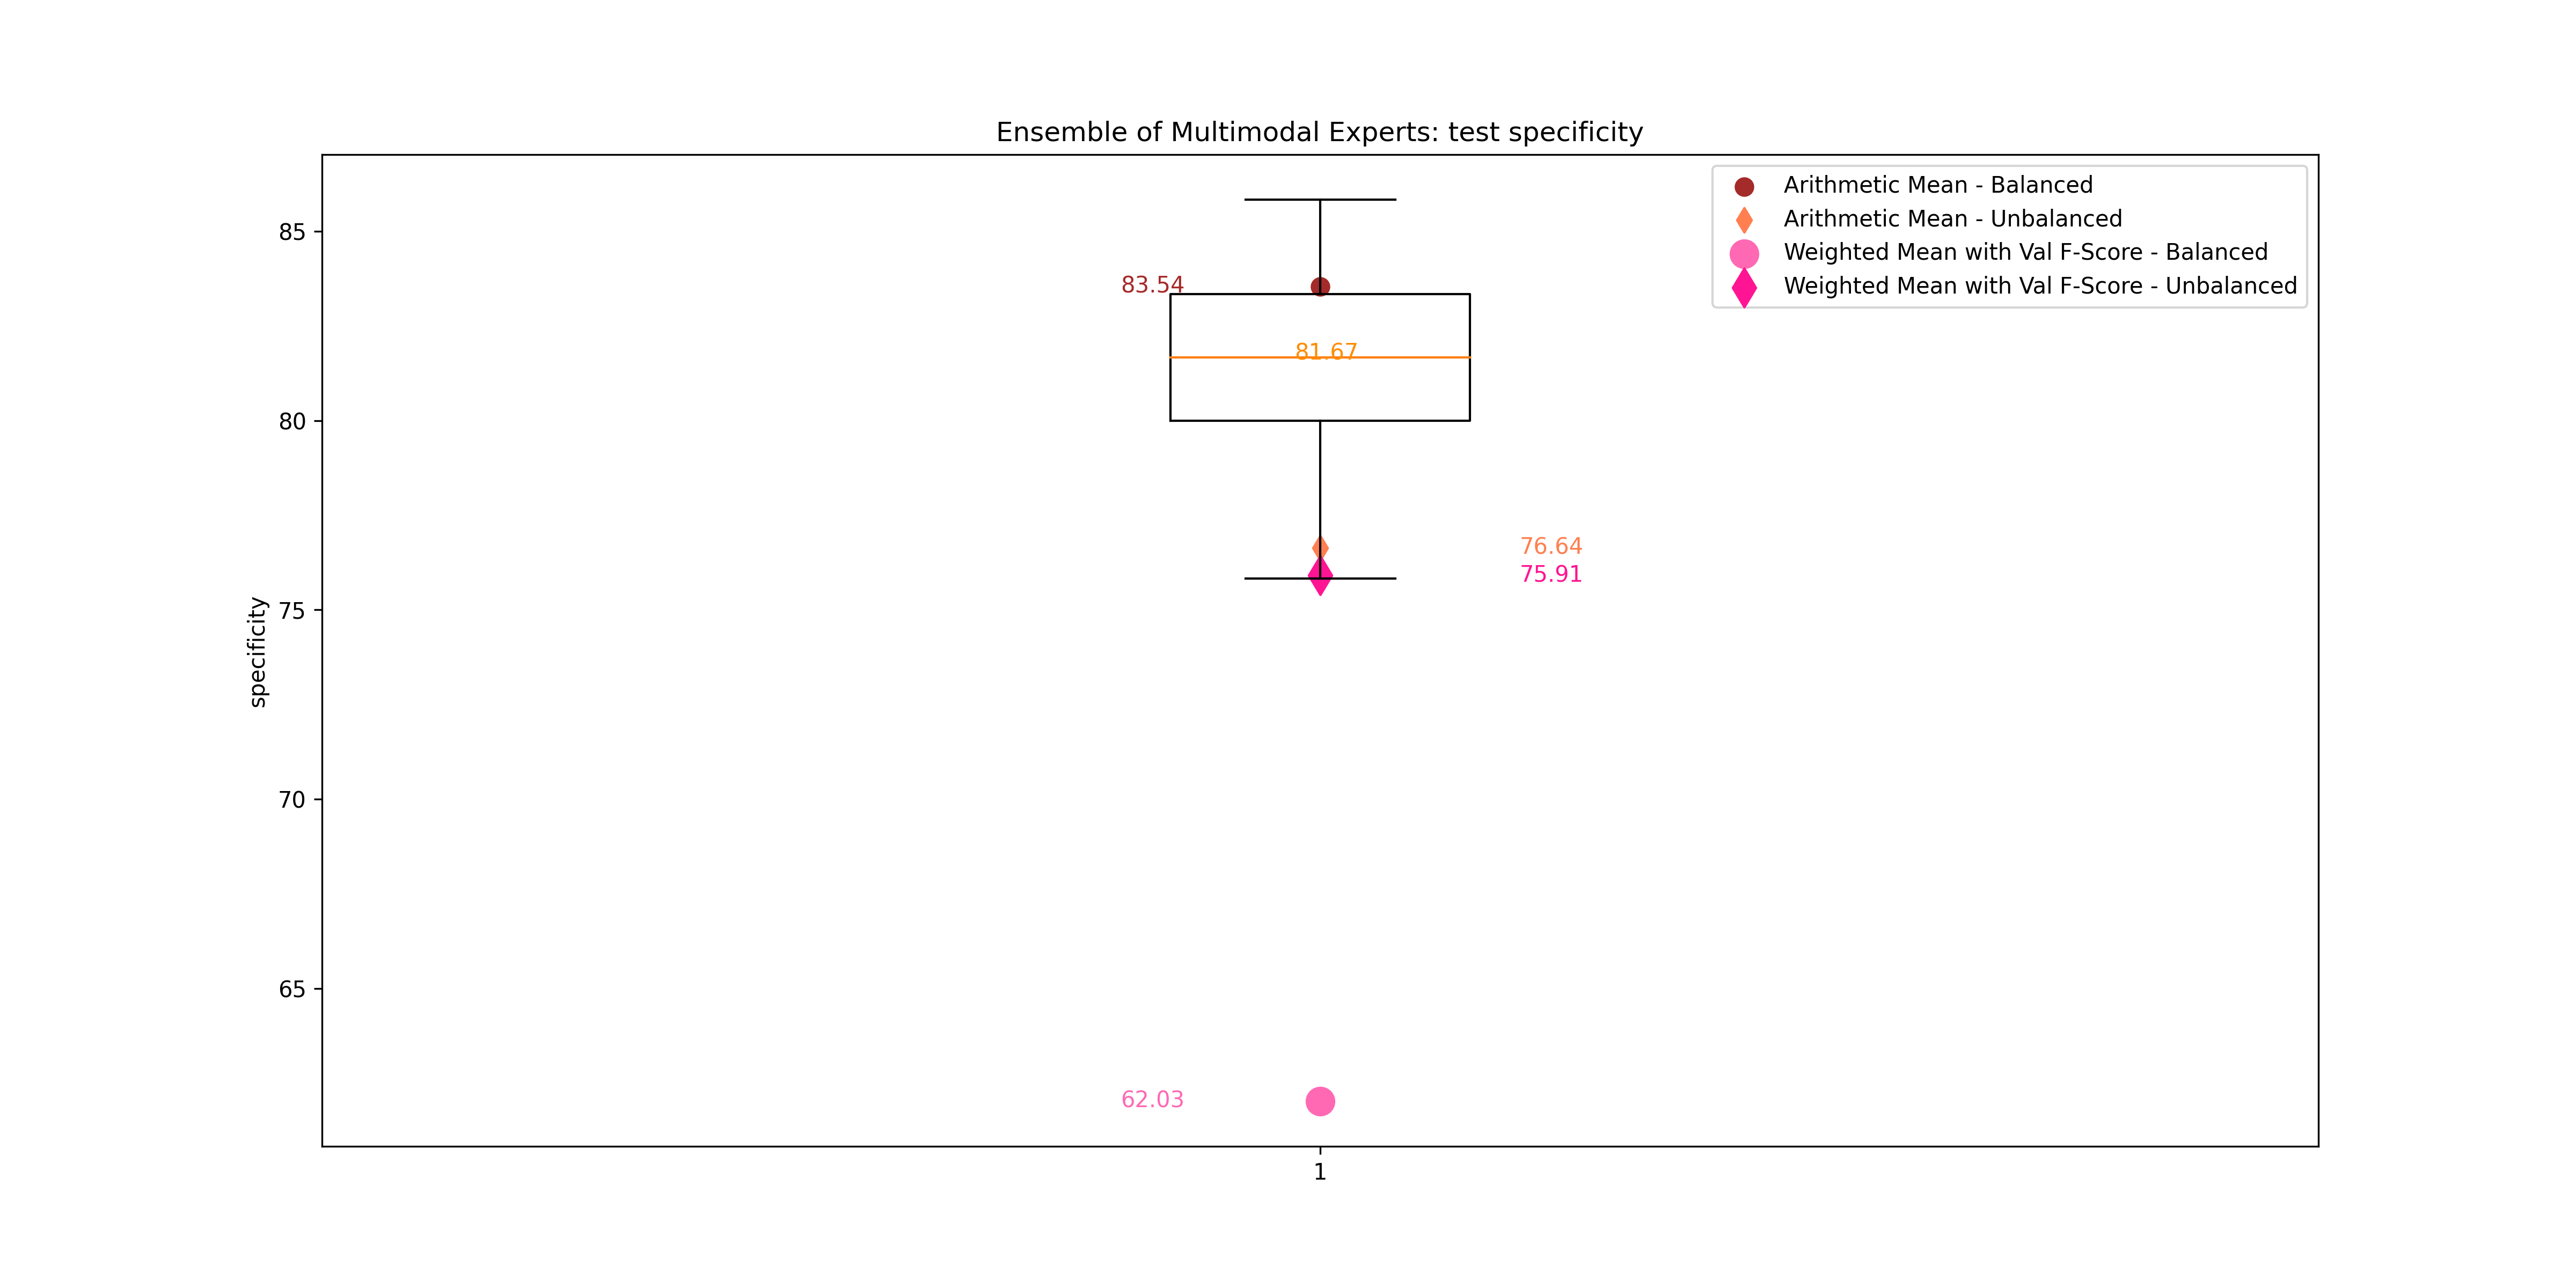 Ensemble of Multimodal Experts: test specificity
Arithmetic Mean - Balanced
Arithmetic Mean - Unbalanced
Weighted Mean with Val F-Score - Balanced
Weighted Mean with Val F-Score - Unbalanced
85
83.54
81.67
80
76.64
75.91
75
specificity
70
65
62.03
1